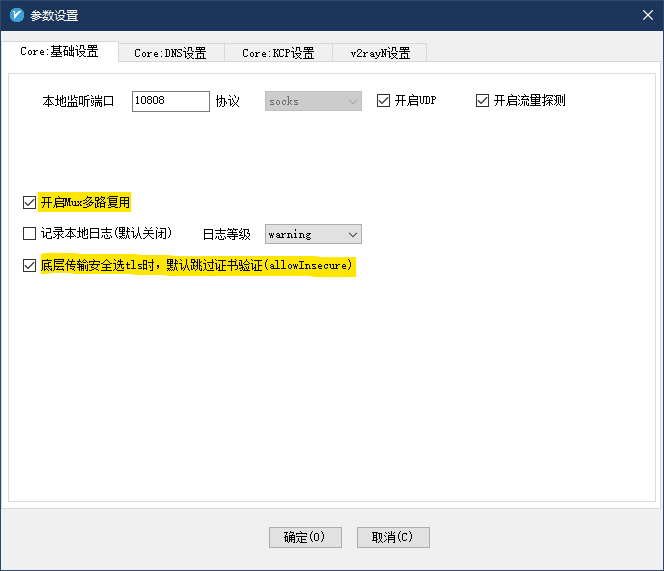 参数设置
Core:基础设置 Core:DNS设置 Core:KCP设置 v2rayN设置
本地监听端口 10808 协议 socks 开启UDP 开启流量探测
开启Mux多路复用
记录本地日志(默认关闭) 日志等级 warning
底层传输安全选tls时，默认跳过证书验证(allowInsecure)
确定(O) 取消(C)